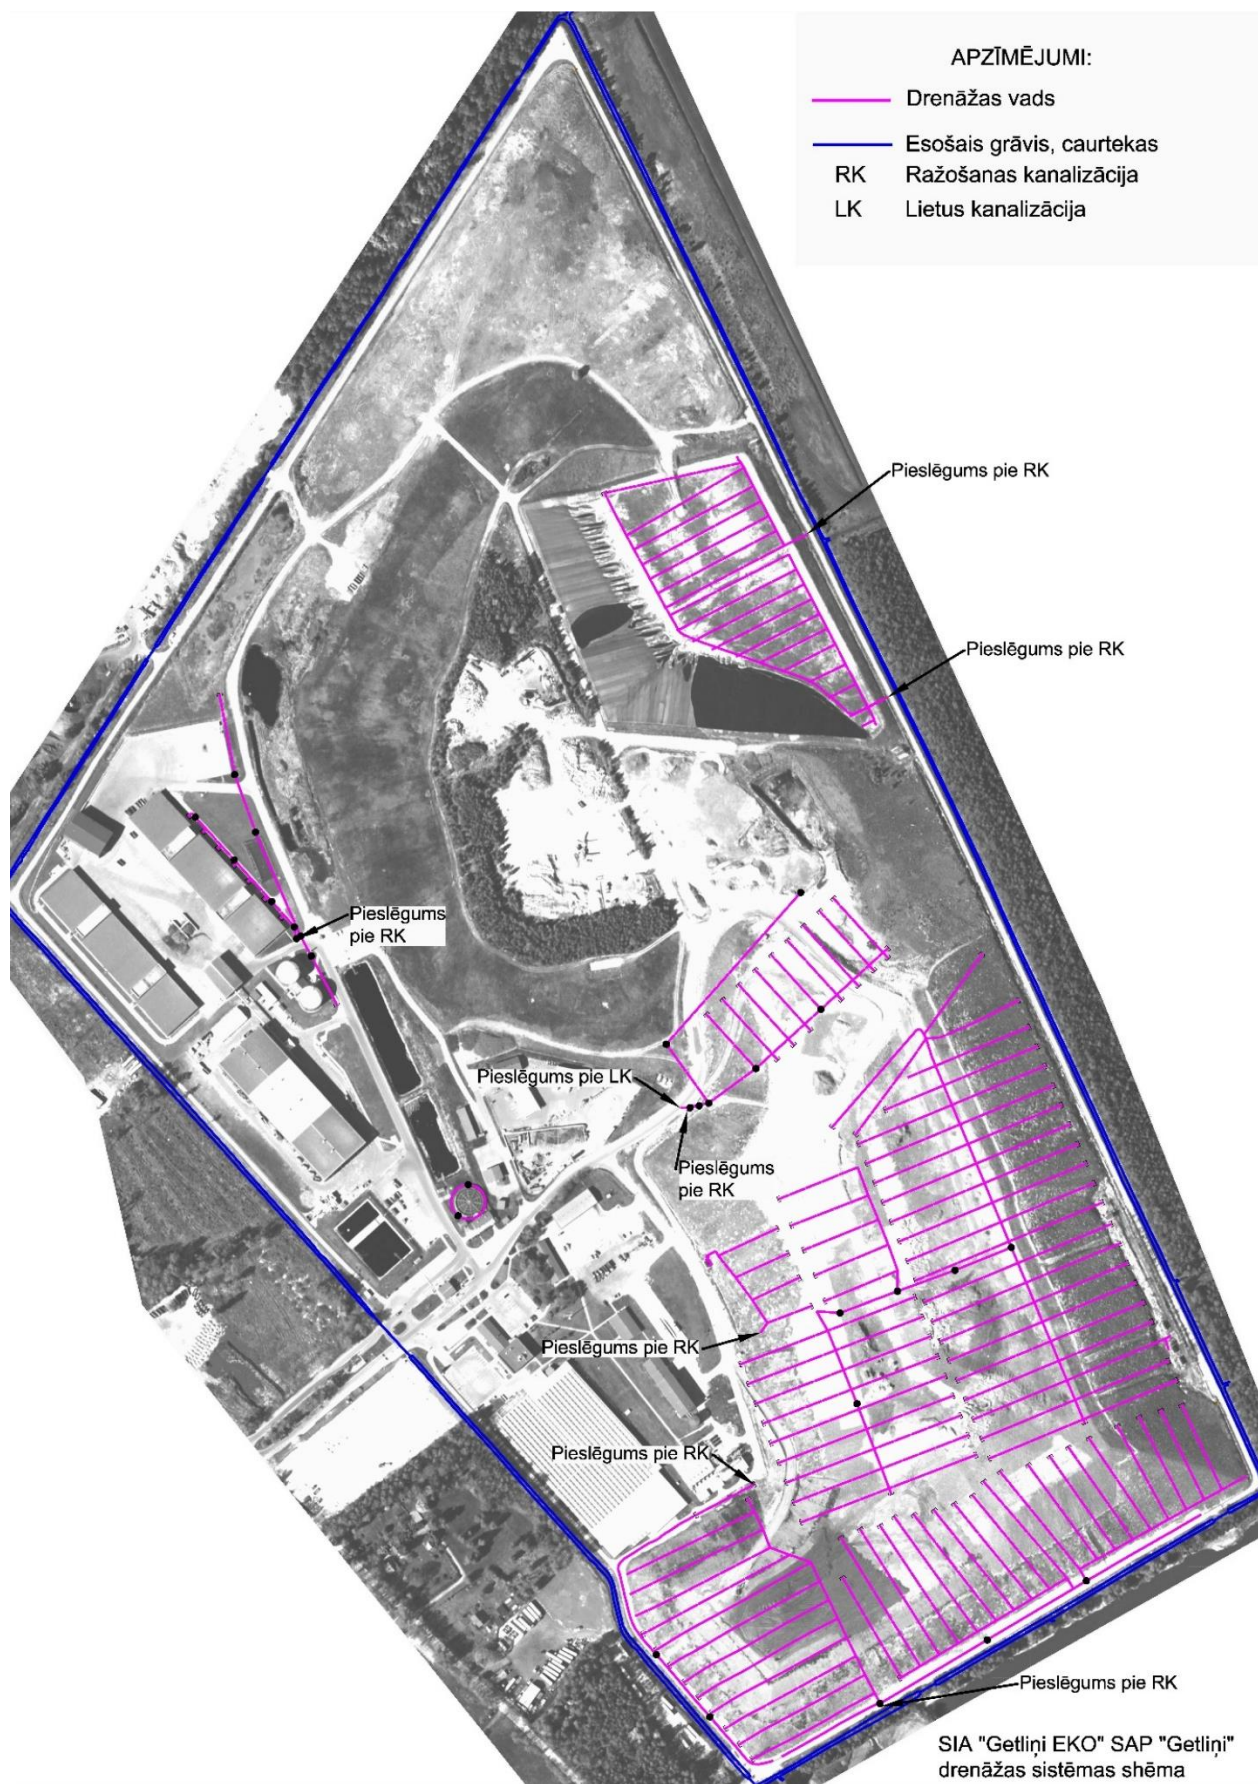 APZĪMĒJUMI:
Drenāžas vads
Esošais grāvis, caurtekas
RK Ražošanas kanalizācija
LK Lietus kanalizācija
Pieslēgums pie RK
Pieslēgums pie RK
Pieslēgums
pie RK
Pieslēgums pie LK
Pieslēgums
pie RK
Pieslēgums pie RK
Pieslēgums pie RK
Pieslēgums pie RK
SIA "Getliņi EKO" SAP "Getliņi"
drenāžas sistēmas shēma